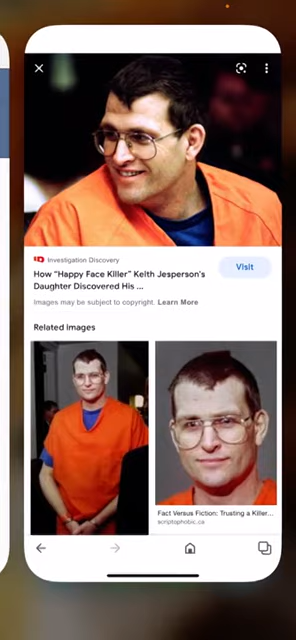 ID Investigation Discovery
How “Happy Face Killer” Keith Jesperson's
Daughter Discovered His ...
Visit
Images may be subject to copyright. Learn More
Related images
Fact Versus Fiction: Trusting a Killer...
scriptophobic.ca